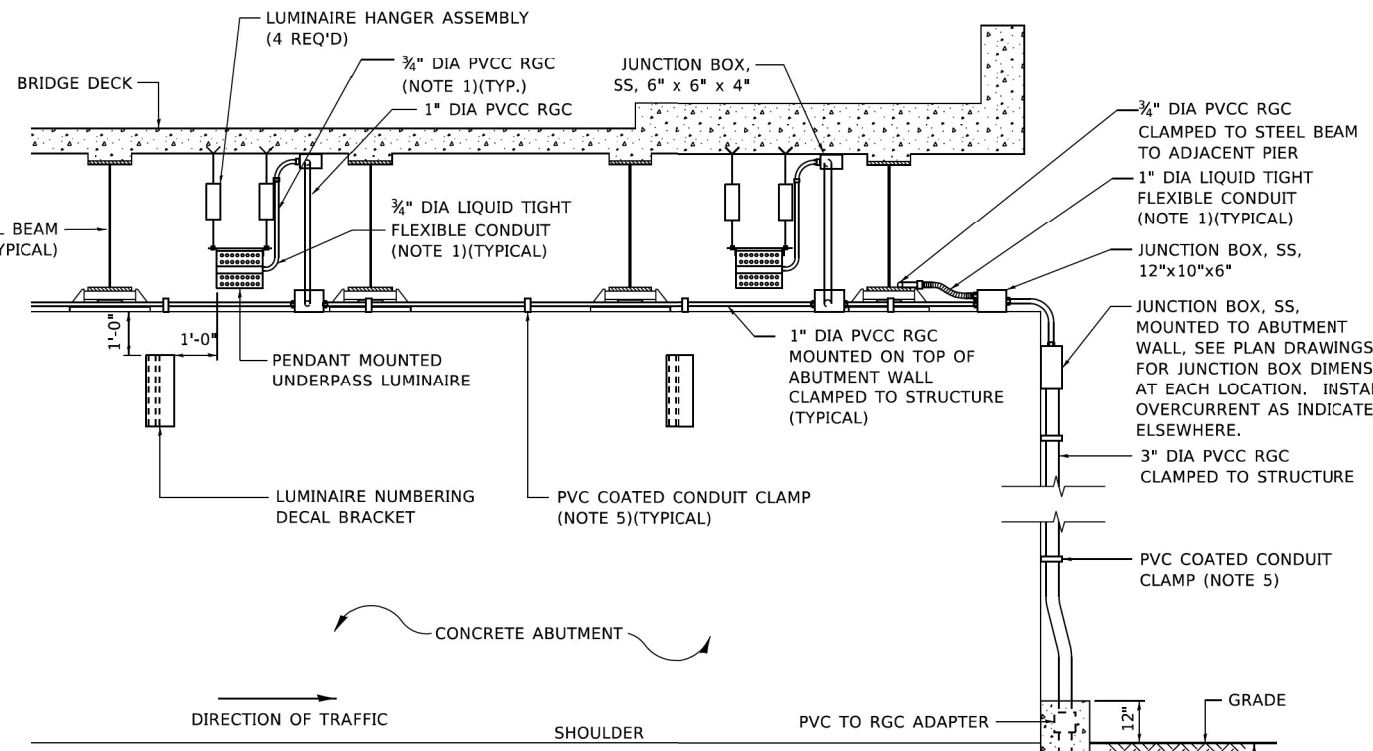 LUMINAIRE HANGER ASSEMBLY
(4 REQ'D)
BRIDGE DECK
¾" DIA PVCC RGC
(NOTE 1)(TYP.)
1" DIA PVCC RGC
JUNCTION BOX,
SS, 6" x 6" x 4"
¾" DIA PVCC RGC
CLAMPED TO STEEL BEAM
TO ADJACENT PIER
1" DIA LIQUID TIGHT
FLEXIBLE CONDUIT
(NOTE 1)(TYPICAL)
L BEAM
YPICAL)
¾" DIA LIQUID TIGHT
FLEXIBLE CONDUIT
(NOTE 1)(TYPICAL)
JUNCTION BOX, SS,
12"x10"x6"
JUNCTION BOX, SS,
MOUNTED TO ABUTMENT
WALL, SEE PLAN DRAWINGS
FOR JUNCTION BOX DIMENS
AT EACH LOCATION. INSTA
OVERCURRENT AS INDICATE
ELSEWHERE.
1'-0"
1'-0"
PENDANT MOUNTED
UNDERPASS LUMINAIRE
1" DIA PVCC RGC
MOUNTED ON TOP OF
ABUTMENT WALL
CLAMPED TO STRUCTURE
(TYPICAL)
3" DIA PVCC RGC
CLAMPED TO STRUCTURE
LUMINAIRE NUMBERING
DECAL BRACKET
PVC COATED CONDUIT CLAMP
(NOTE 5)(TYPICAL)
PVC COATED CONDUIT
CLAMP (NOTE 5)
CONCRETE ABUTMENT
DIRECTION OF TRAFFIC
SHOULDER
PVC TO RGC ADAPTER
12"
GRADE